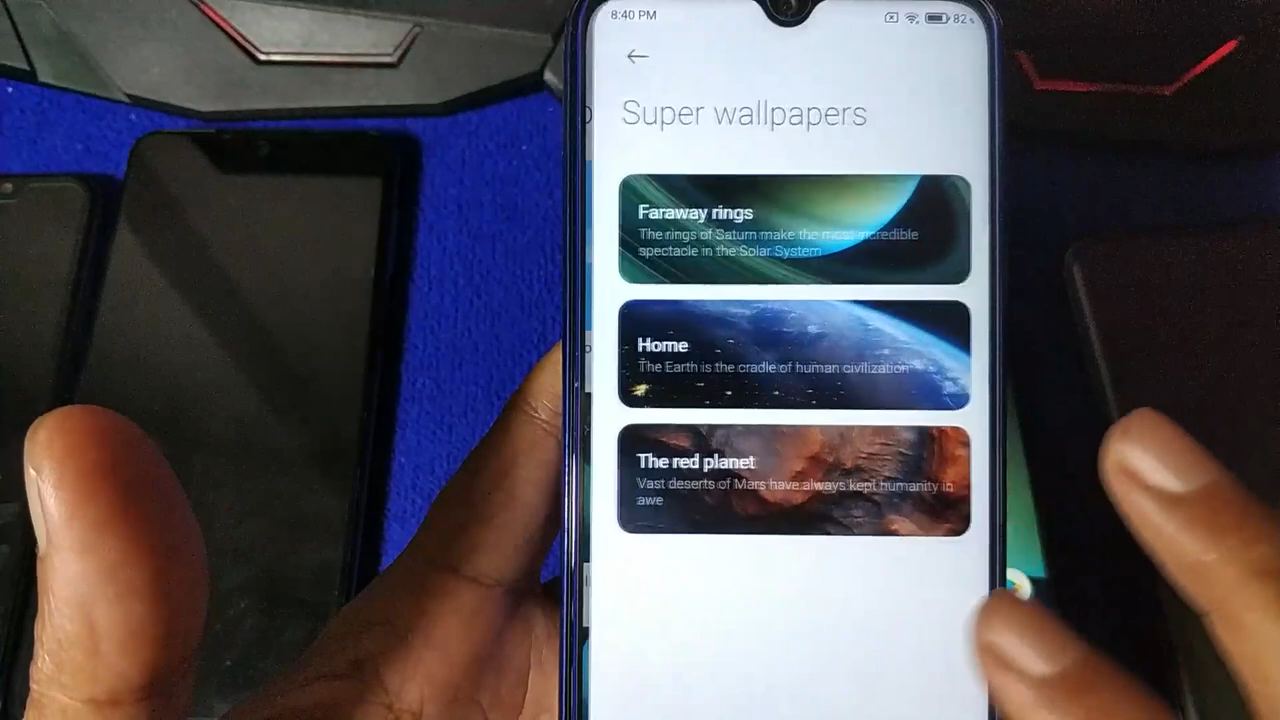 8:40 PM
82
Super wallpapers
Faraway rings
The rings of Saturn make the most incredible
spectacle in the Solar System
Home
The Earth is the cradle of human civilization
The red planet
Vast deserts of Mars have always kept humanity in
awe